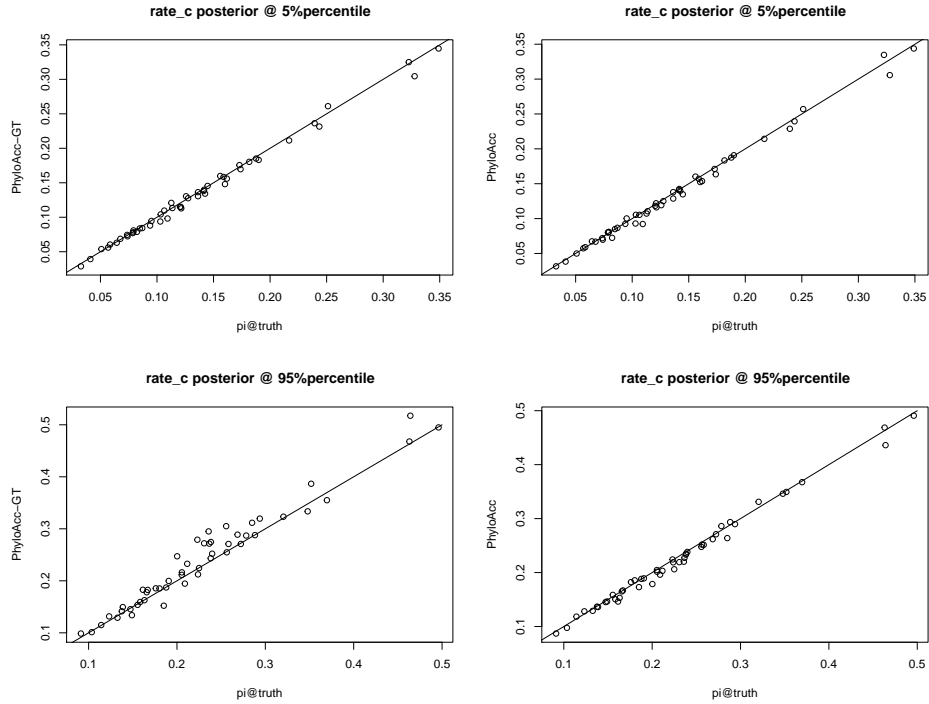 rate_c posterior @ 5%percentile
PhyloAcc−GT
0.05 0.10 0.15 0.20 0.25 0.30 0.35
0.05 0.10 0.15 0.20 0.25 0.30 0.35
pi@truth
rate_c posterior @ 5%percentile
PhyloAcc
0.05 0.10 0.15 0.20 0.25 0.30 0.35
0.05 0.10 0.15 0.20 0.25 0.30 0.35
pi@truth
rate_c posterior @ 95%percentile
PhyloAcc−GT
0.1 0.2 0.3 0.4 0.5
0.1 0.2 0.3 0.4 0.5
pi@truth
rate_c posterior @ 95%percentile
PhyloAcc
0.1 0.2 0.3 0.4 0.5
0.1 0.2 0.3 0.4 0.5
pi@truth